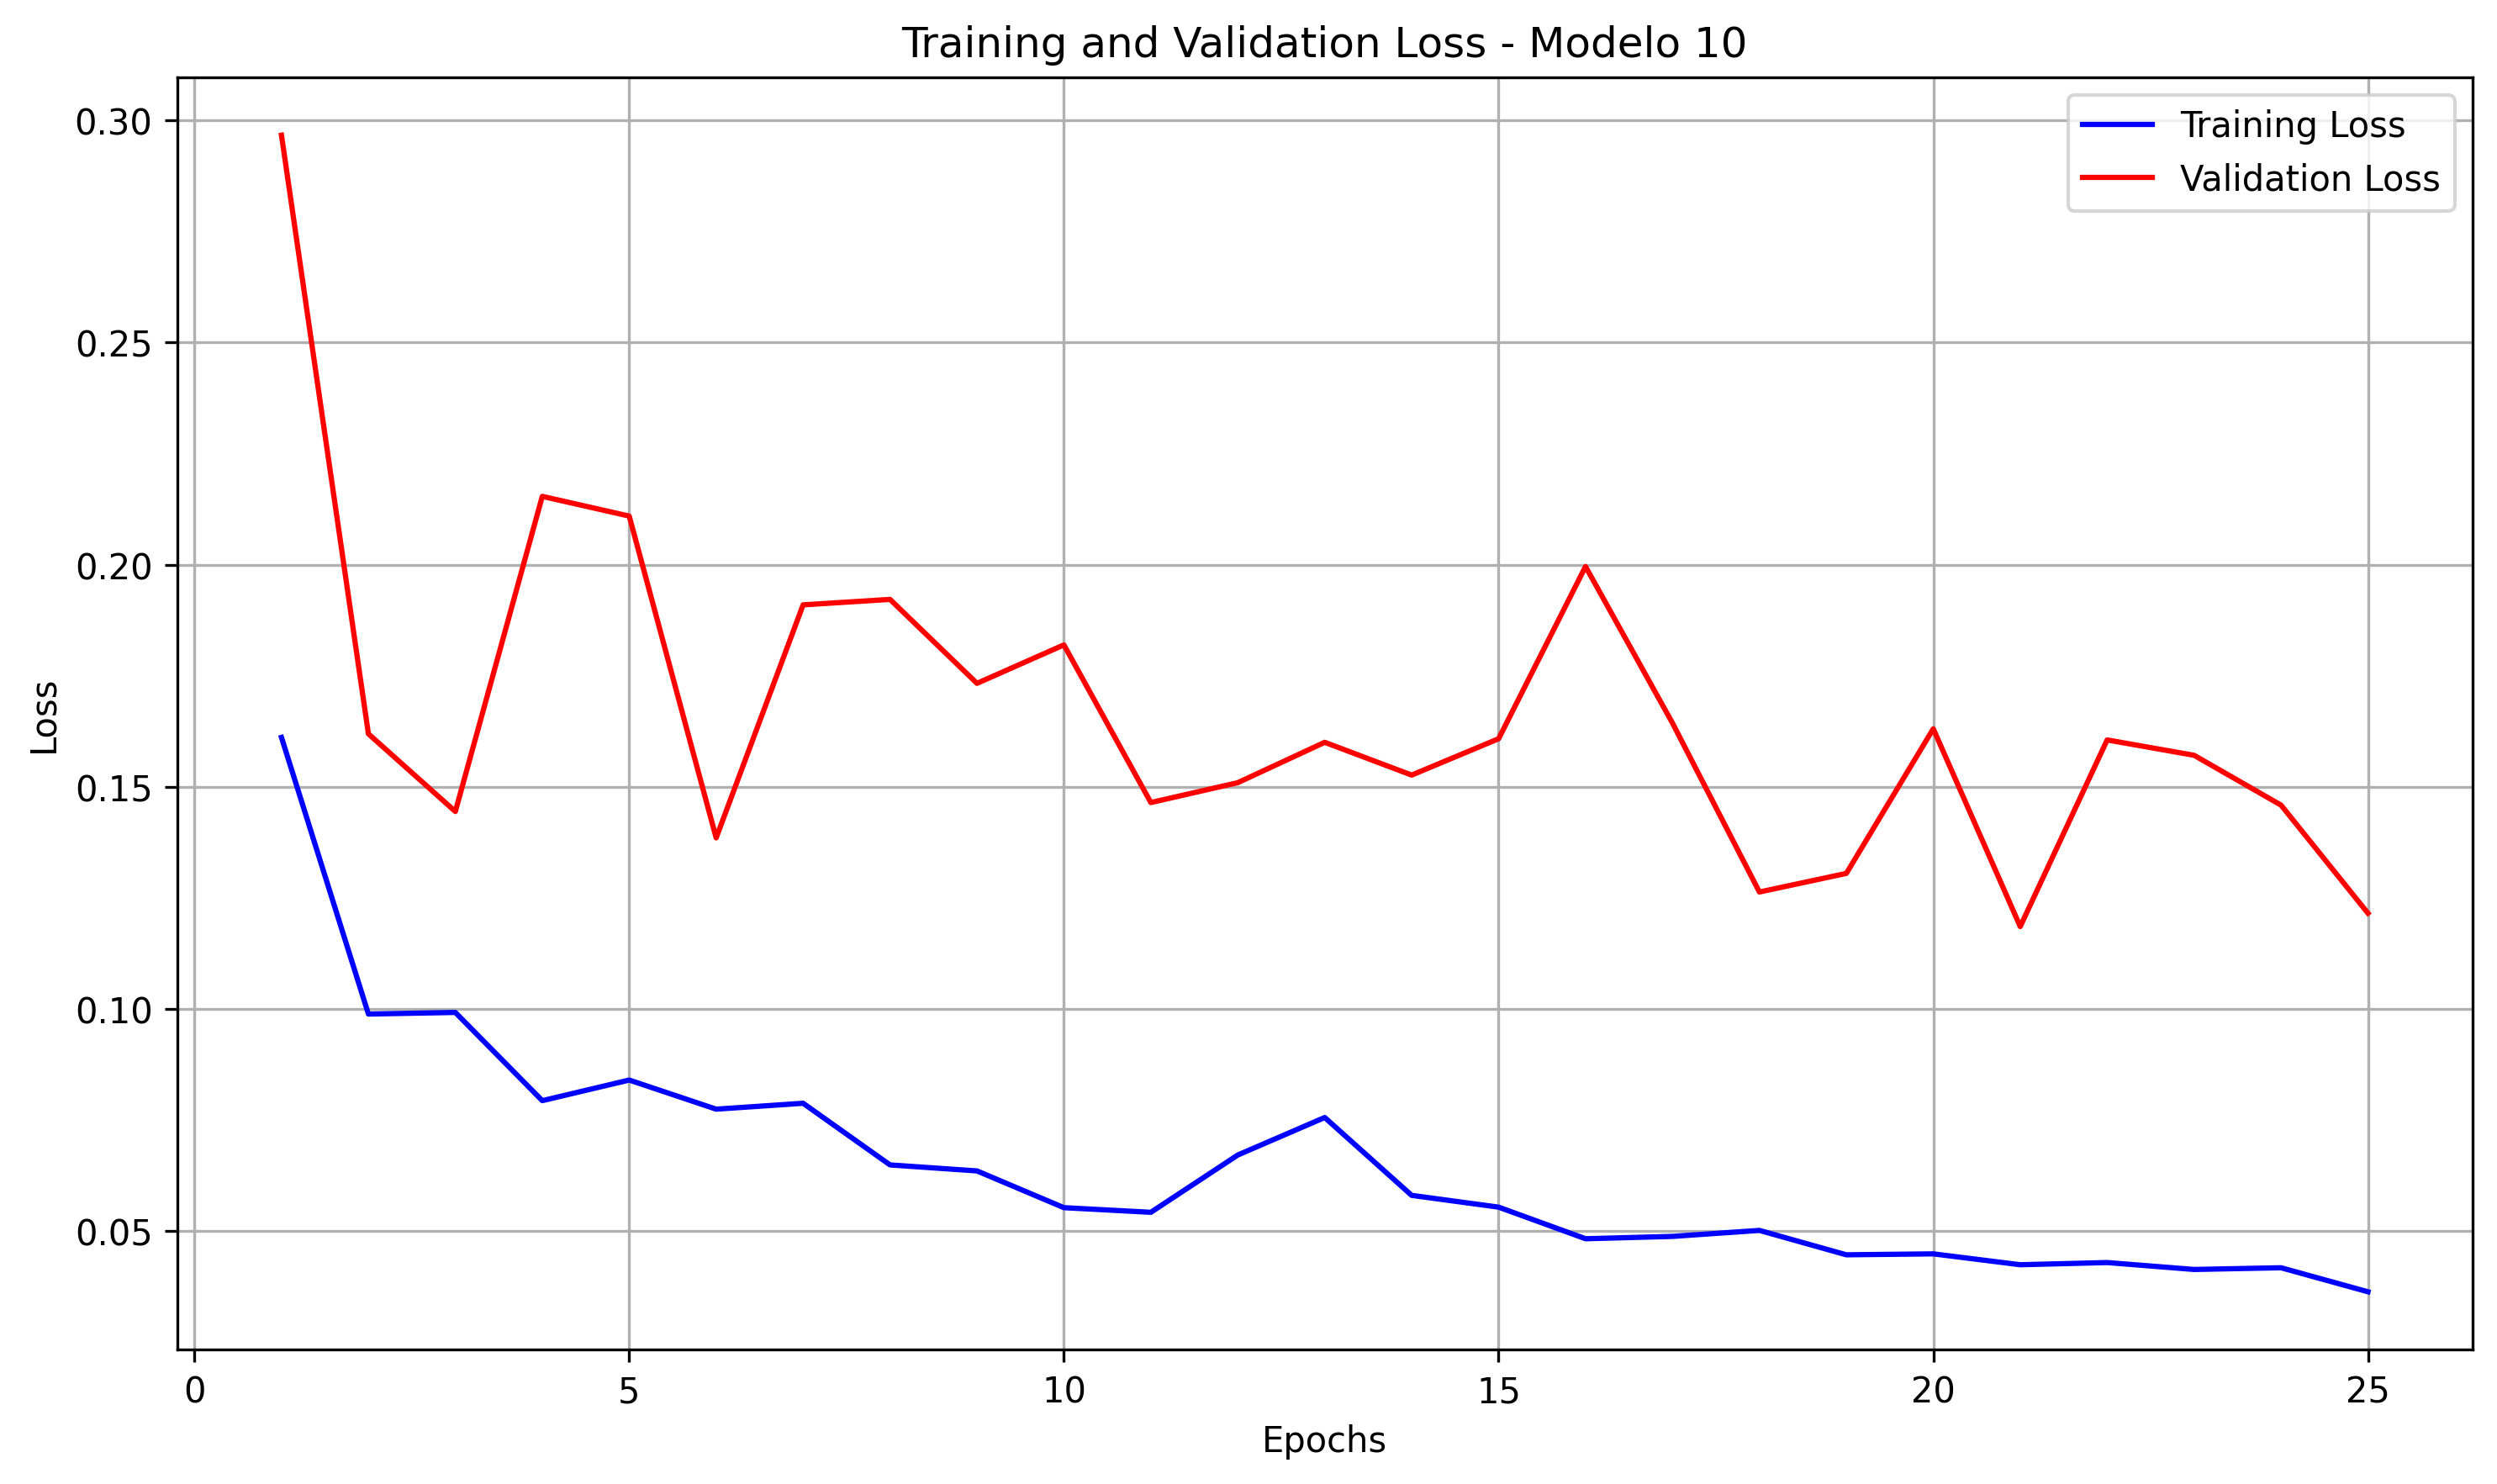 Training and Validation Loss - Modelo 10
Training Loss
Validation Loss
Loss
0.30
0.25
0.20
0.15
0.10
0.05
0 5 10 15 20 25
Epochs